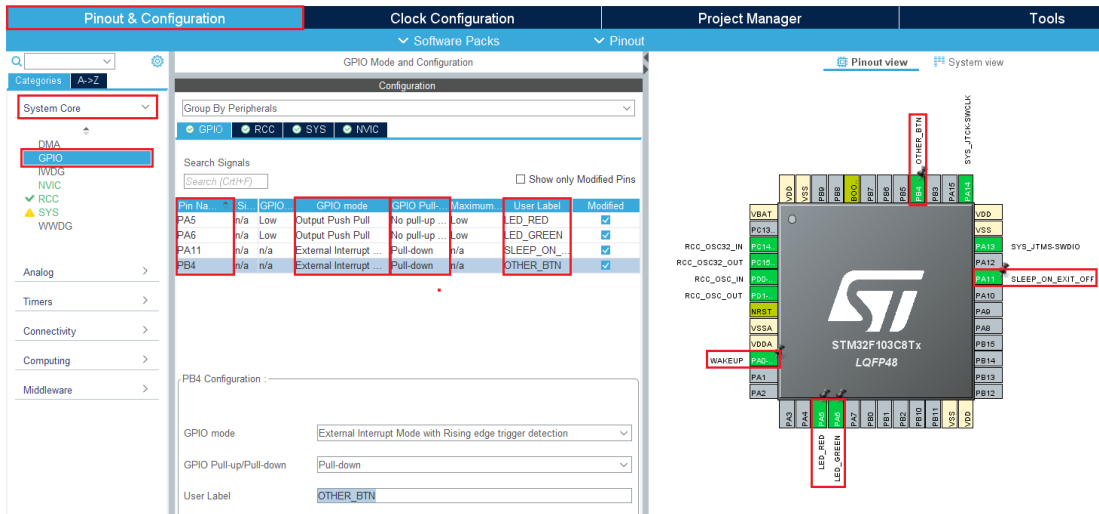 Pinout & Configuration
Clock Configuration
Project Manager
Tools
Software Packs
Pinout
Categories
A->Z
System Core
DMA
GPIO
IWDG
NVIC
RCC
SYS
WWDG
Analog
Timers
Connectivity
Computing
Middleware
GPIO Mode and Configuration
Configuration
Group By Peripherals
GPIO RCC SYS NVIC
Search Signals
Search (Crtl+F)
Show only Modified Pins
Pin Na... Si... GPIO... GPIO mode GPIO Pull-... Maximum... User Label Modified
PA5 n/a Low Output Push Pull No pull-up ... Low LED_RED
PA6 n/a Low Output Push Pull No pull-up ... Low LED_GREEN
PA11 n/a n/a External Interrupt ... Pull-down n/a SLEEP_ON_...
PB4 n/a n/a External Interrupt ... Pull-down n/a OTHER_BTN
PB4 Configuration :
GPIO mode External Interrupt Mode with Rising edge trigger detection
GPIO Pull-up/Pull-down Pull-down
User Label OTHER_BTN
Pinout view
System view
OTHER_BTN
SYS_JTCK-SWCLK
VDD VSS PB9 PB8 BOO... PB7 PB6 PB5 PB4 PB3 PA15 PA14
VBAT
PC13..
RCC_OSC32_IN PC14..
RCC_OSC32_OUT PC15..
RCC_OSC_IN PD0-..
RCC_OSC_OUT PD1-..
NRST
VSSA
VDDA
WAKEUP PA0-..
PA1
PA2
STM32F103C8Tx
LQFP48
VDD
VSS
PA13 SYS_JTMS-SWDIO
PA12
PA11 SLEEP_ON_EXIT_OFF
PA10
PA9
PA8
PB15
PB14
PB13
PB12
PA3 PA4 PA5 PA6 PA7 PB0 PB1 PB2 PB10 PB11 VSS VDD
LED_RED
LED_GREEN